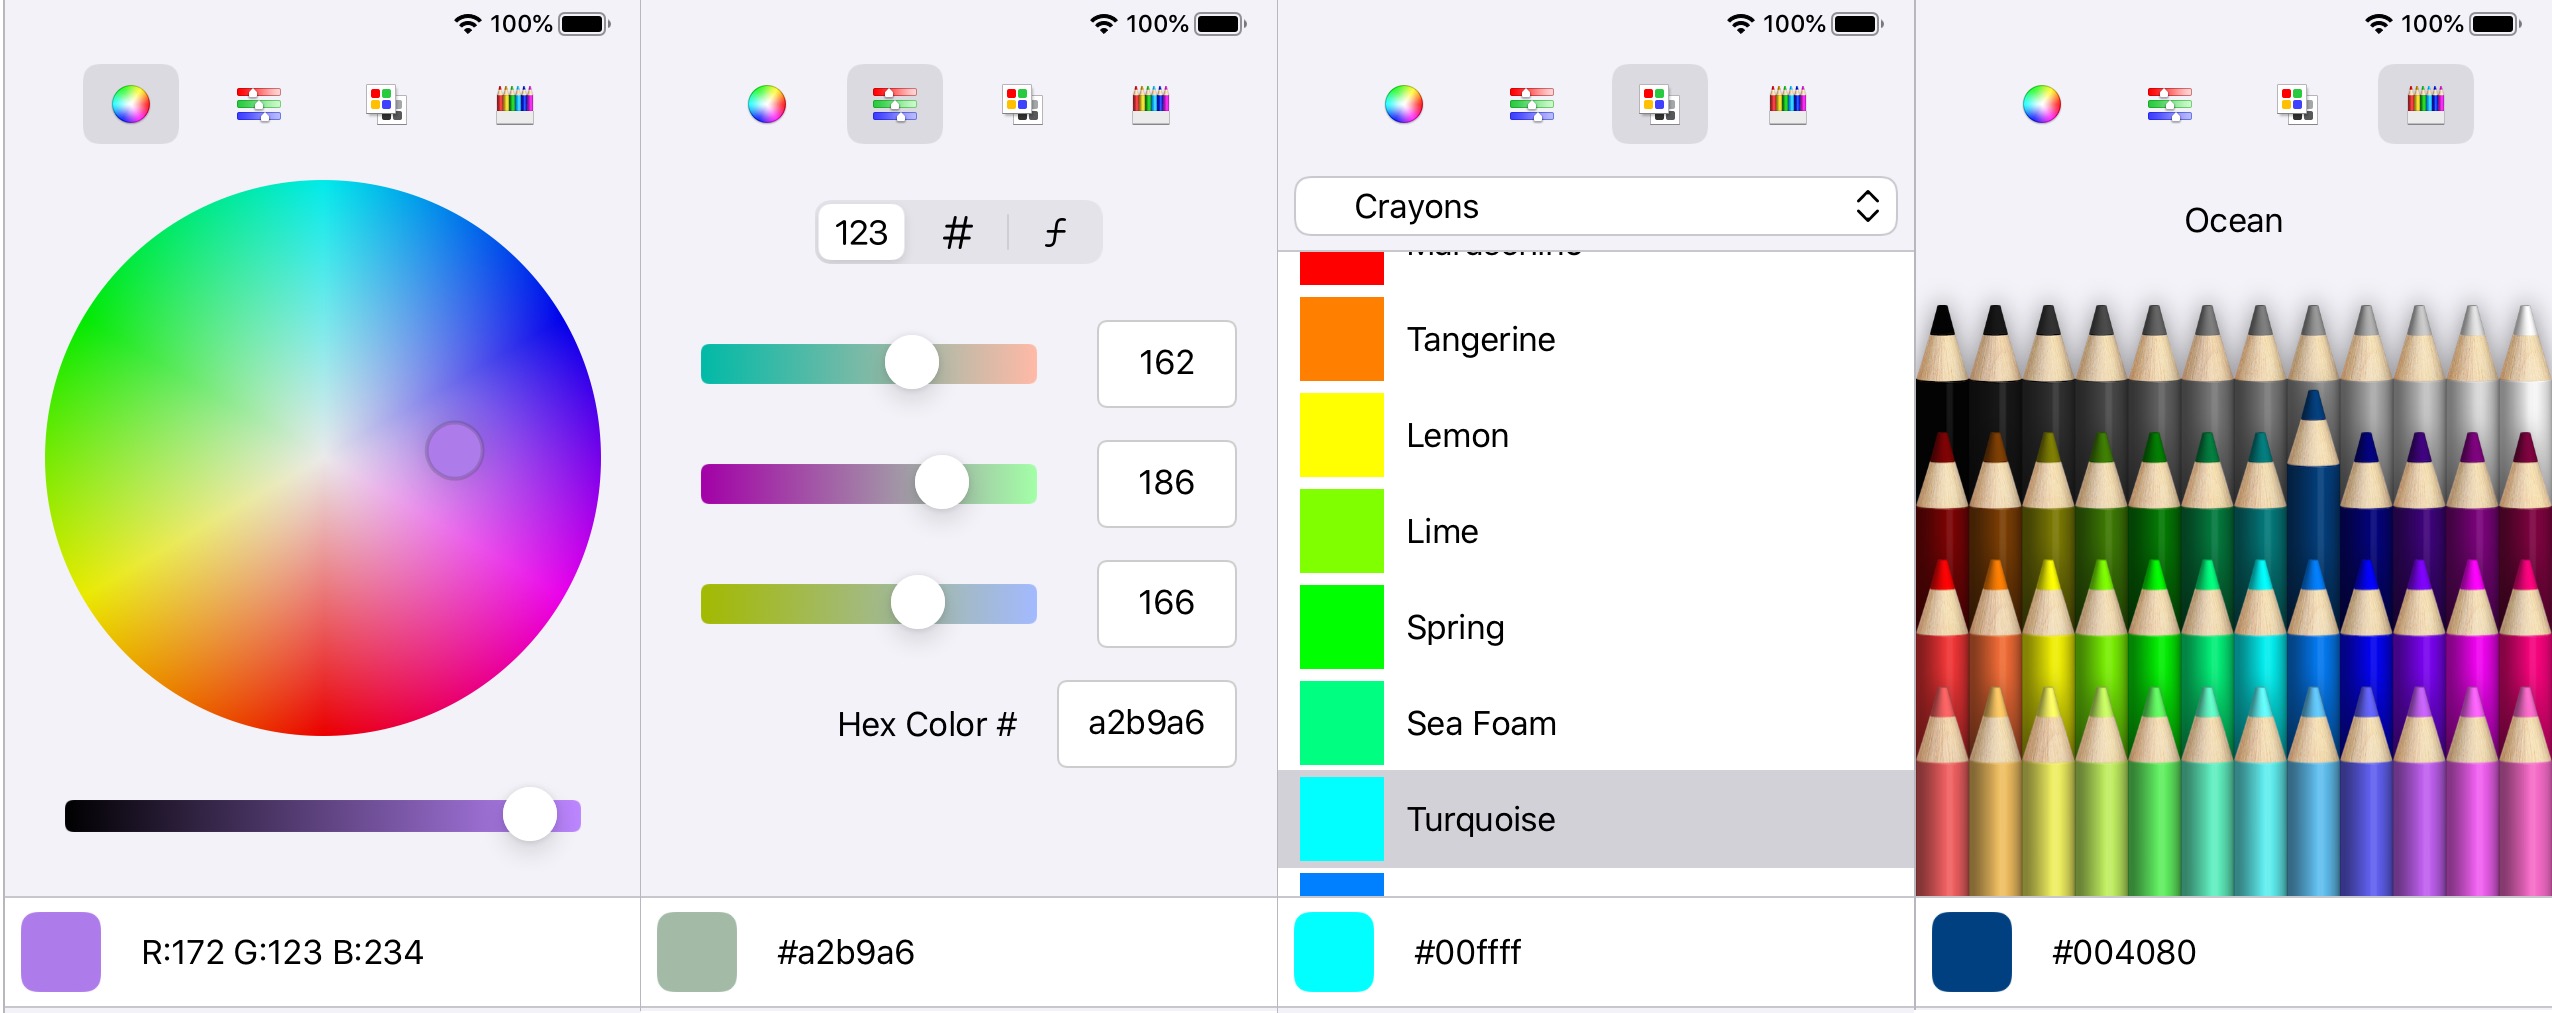 100%
R:172 G:123 B:234
100%
123 # ƒ
162
186
166
Hex Color # a2b9a6
#a2b9a6
100%
Crayons
Maraschino
Tangerine
Lemon
Lime
Spring
Sea Foam
Turquoise
#00ffff
100%
Ocean
#004080